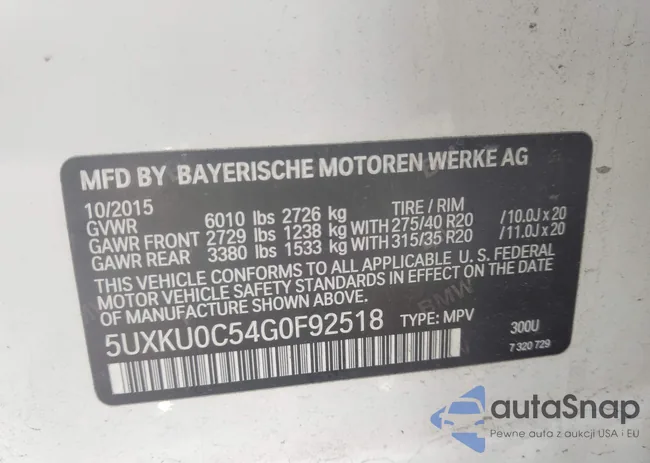 MFD BY BAYERISCHE MOTOREN WERKE AG
10/2015
GVWR 6010 lbs 2726 kg TIRE / RIM
GAWR FRONT 2729 lbs 1238 kg WITH 275/40 R20 /10.0J x 20
GAWR REAR 3380 lbs 1533 kg WITH 315/35 R20 /11.0J x 20
THIS VEHICLE CONFORMS TO ALL APPLICABLE U.S. FEDERAL
MOTOR VEHICLE SAFETY STANDARDS IN EFFECT ON THE DATE
OF MANUFACTURE SHOWN ABOVE.
BMW
5UXKU0C54G0F92518 TYPE: MPV 300U
7 320 729
autaSnap
Pewne auta z aukcji USA i EU